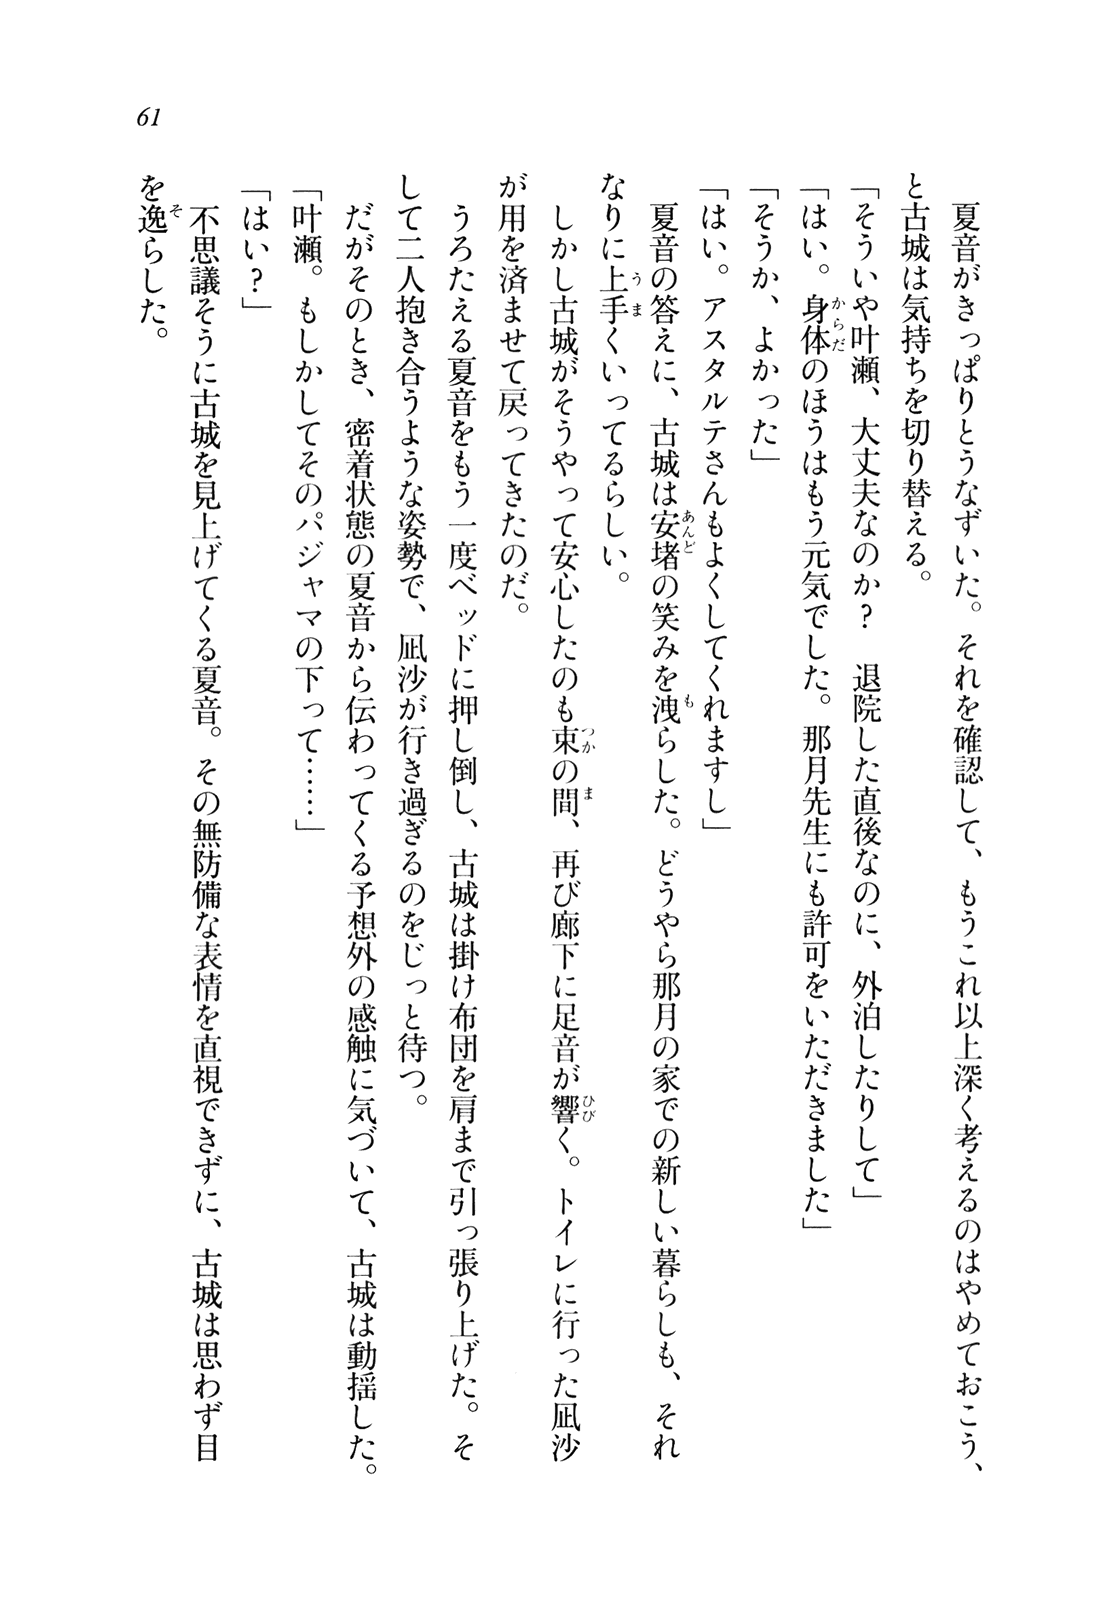 61
夏音がきっぱりとうなずいた。それを確認して、もうこれ以上深く考えるのはやめておこう、
と古城は気持ちを切り替える。
「そういや叶瀬、大丈夫なのか？　退院した直後なのに、外泊したりして」
「はい。身体のほうはもう元気でした。那月先生にも許可をいただきました」
「そうか、よかった」
「はい。アスタルテさんもよくしてくれますし」
夏音の答えに、古城は安堵の笑みを洩らした。どうやら那月の家での新しい暮らしも、それ
なりに上手くいってるらしい。
しかし古城がそうやって安心したのも束の間、再び廊下に足音が響く。トイレに行った凪沙
が用を済ませて戻ってきたのだ。
うろたえる夏音をもう一度ベッドに押し倒し、古城は掛け布団を肩まで引っ張り上げた。そ
して二人抱き合うような姿勢で、凪沙が行き過ぎるのをじっと待つ。
だがそのとき、密着状態の夏音から伝わってくる予想外の感触に気づいて、古城は動揺した。
「叶瀬。もしかしてそのパジャマの下って……」
「はい？」
不思議そうに古城を見上げてくる夏音。その無防備な表情を直視できずに、古城は思わず目
を逸らした。